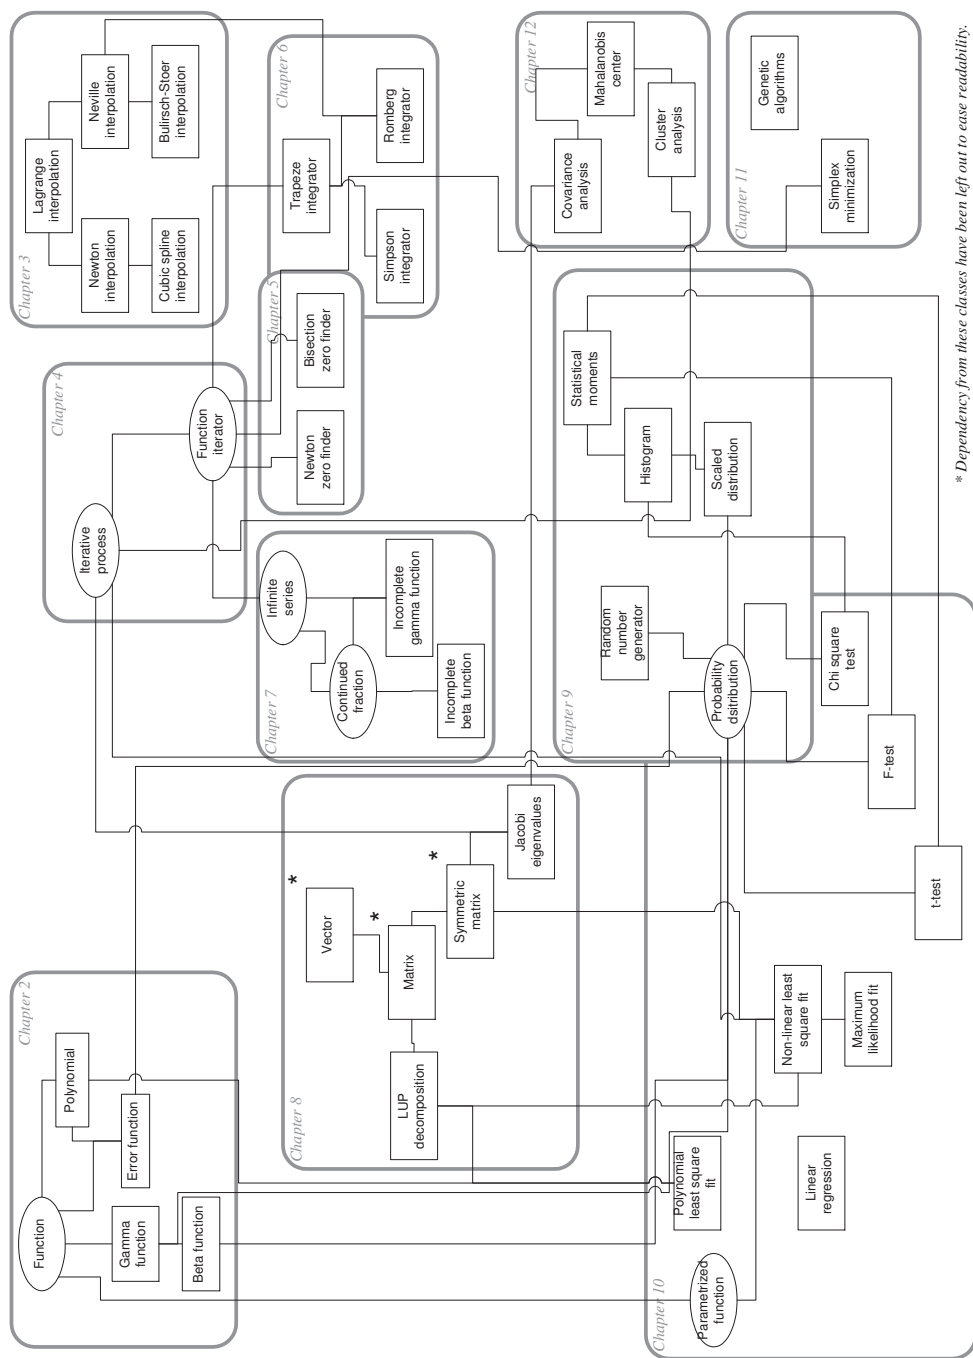 Chapter 2
Function
Polynomial
Error function
Gamma
function
Beta function
Chapter 4
Iterative
process
Function
iterator
Chapter 3
Lagrange
interpolation
Newton
interpolation
Neville
interpolation
Cubic spline
interpolation
Bulirsch-Stoer
interpolation
Chapter 8
Vector
*
*
Matrix
*
Symmetric
matrix
LUP
decomposition
Jacobi
eigenvalues
Chapter 7
Infinite
series
Continued
fraction
Incomplete
gamma function
Incomplete
beta function
Chapter 5
Newton
zero finder
Bisection
zero finder
Chapter 6
Trapeze
integrator
Simpson
integrator
Romberg
integrator
Chapter 10
Parametrized
function
Polynomial
least square
fit
Linear
regression
Non-linear least
square fit
Maximum
likelihood fit
t-test
F-test
Chi square
test
Chapter 9
Random
number
generator
Probability
dsitribution
Statistical
moments
Histogram
Scaled
distribution
Chapter 12
Covariance
analysis
Mahalanobis
center
Cluster
analysis
Chapter 11
Simplex
minimization
Genetic
algorithms
* Dependency from these classes have been left out to ease readability.